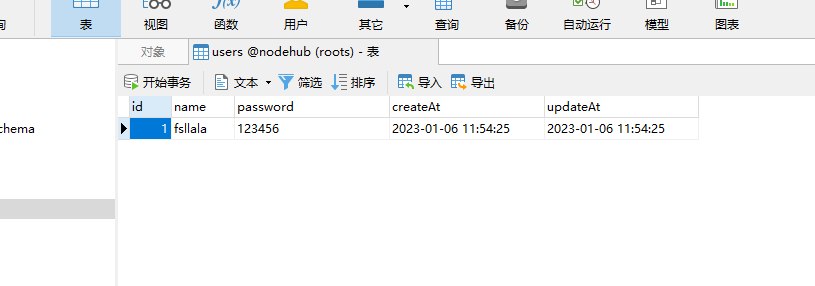 询 表 视图 函数 用户 其它 查询 备份 自动运行 模型 图表
对象 users @nodehub (roots) - 表
开始事务 文本 筛选 排序 导入 导出
id name password createAt updateAt
chema
1 fsllala 123456 2023-01-06 11:54:25 2023-01-06 11:54:25